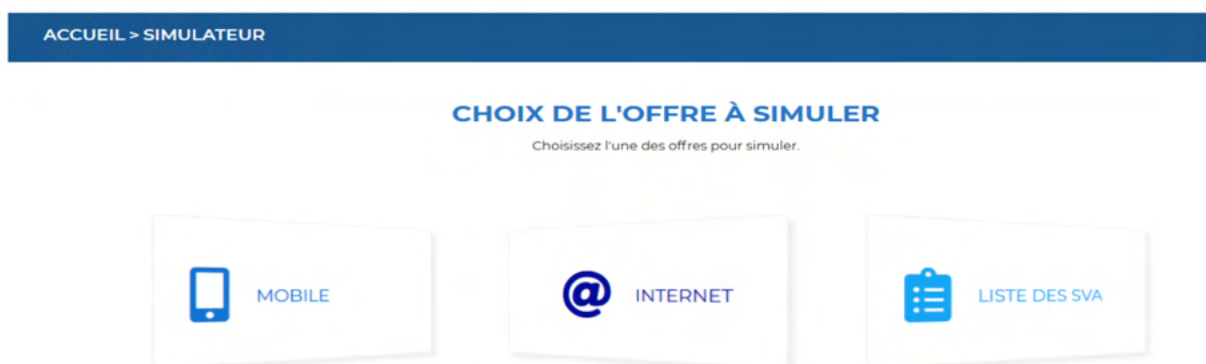 ACCUEIL > SIMULATEUR
CHOIX DE L'OFFRE À SIMULER
Choisissez l'une des offres pour simuler.
MOBILE
INTERNET
LISTE DES SVA